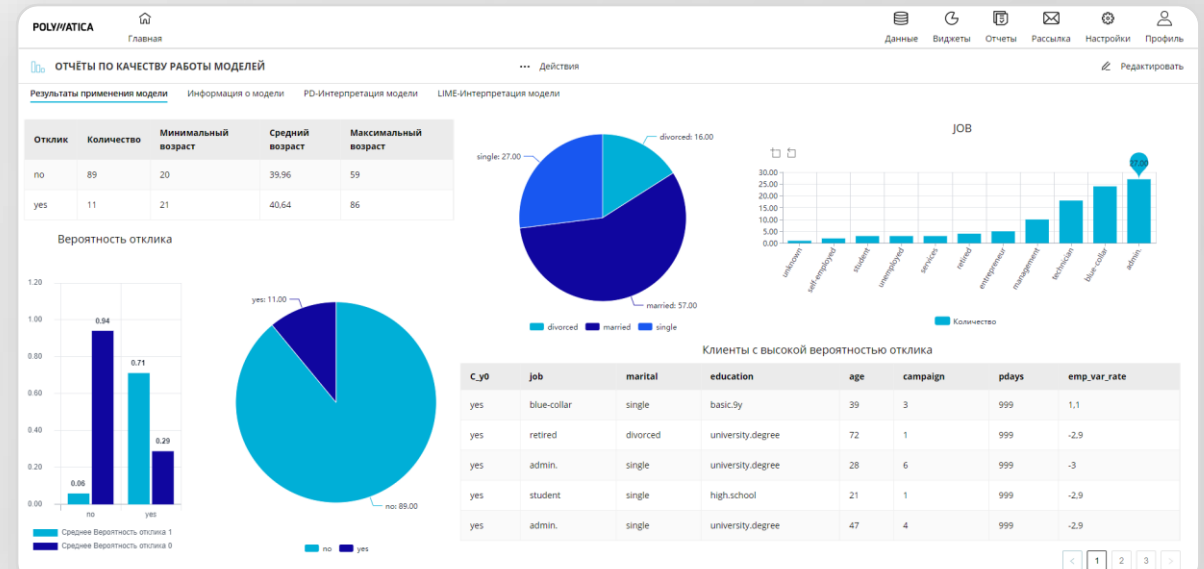 POLYMATICA
Главная
Данные Виджеты Отчеты Рассылка Настройки Профиль
ОТЧЁТЫ ПО КАЧЕСТВУ РАБОТЫ МОДЕЛЕЙ
••• Действия
Редактировать
Результаты применения модели Информация о модели PD-Интерпретация модели LIME-Интерпретация модели
Отклик Количество Минимальный возраст Средний возраст Максимальный возраст
no 89 20 39,96 59
yes 11 21 40,64 86
divorced: 16.00
single: 27.00
married: 57.00
divorced married single
JOB
27.00
30.00
25.00
20.00
15.00
10.00
5.00
0.00
unknown self-employed student unemployed services retired entrepreneur management technician blue-collar admin.
Количество
Вероятность отклика
1.20
1.00
0.80
0.60
0.40
0.20
0.00
0.06 0.94 0.71 0.29
no yes
Среднее Вероятность отклика 1
Среднее Вероятность отклика 0
yes: 11.00
no: 89.00
no yes
Клиенты с высокой вероятностью отклика
C_y0 job marital education age campaign pdays emp_var_rate
yes blue-collar single basic.9y 39 3 999 1,1
yes retired divorced university.degree 72 1 999 -2,9
yes admin. single university.degree 28 6 999 -3
yes student single high.school 21 1 999 -2,9
yes admin. single university.degree 47 4 999 -2,9
< 1 2 3 >